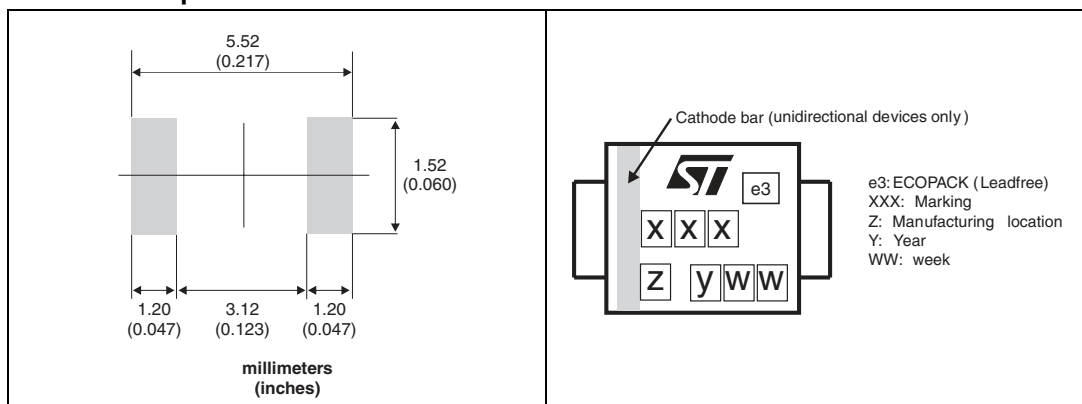 5.52
(0.217)
1.52
(0.060)
1.20
(0.047)
3.12
(0.123)
1.20
(0.047)
millimeters
(inches)
Cathode bar (unidirectional devices only)
ST
e3
x x x
z y w w
e3: ECOPACK (Leadfree)
XXX: Marking
Z: Manufacturing location
Y: Year
WW: week